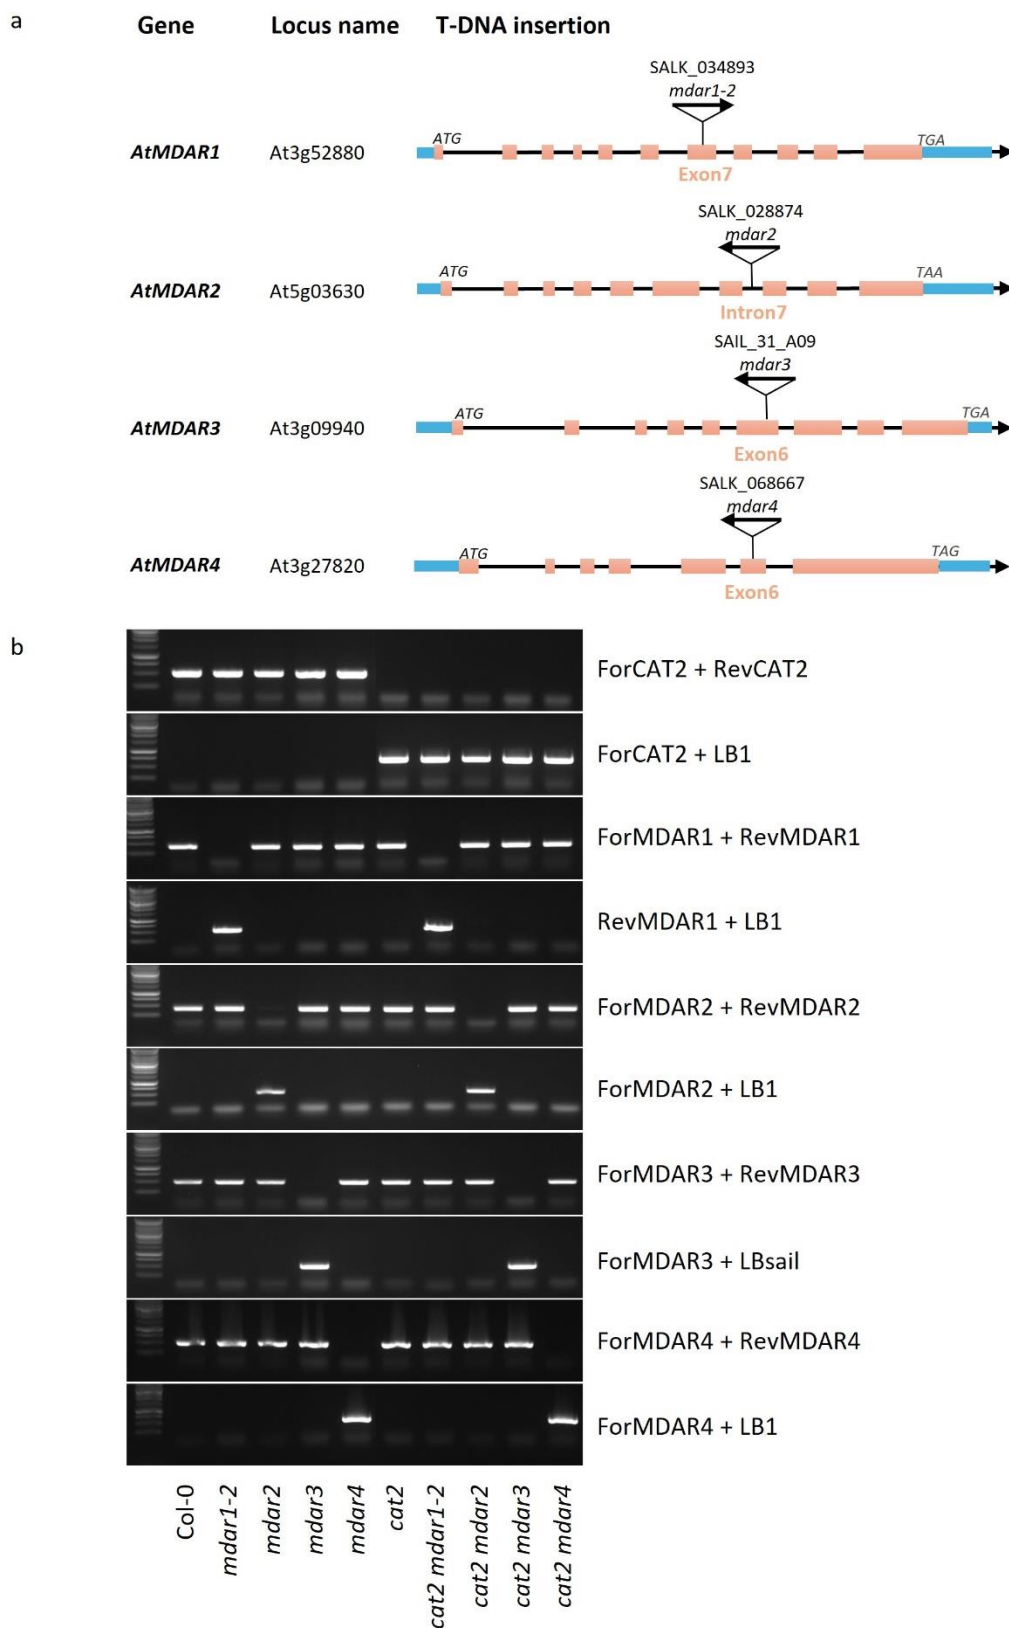 a
Gene Locus name T-DNA insertion
SALK_034893
mdar1-2
ATG TGA
AtMDAR1 At3g52880
Exon7
SALK_028874
mdar2
ATG TAA
AtMDAR2 At5g03630
Intron7
SAIL_31_A09
mdar3
ATG TGA
AtMDAR3 At3g09940
Exon6
SALK_068667
mdar4
ATG TAG
AtMDAR4 At3g27820
Exon6
b
ForCAT2 + RevCAT2
ForCAT2 + LB1
ForMDAR1 + RevMDAR1
RevMDAR1 + LB1
ForMDAR2 + RevMDAR2
ForMDAR2 + LB1
ForMDAR3 + RevMDAR3
ForMDAR3 + LBsail
ForMDAR4 + RevMDAR4
ForMDAR4 + LB1
Col-0
mdar1-2
mdar2
mdar3
mdar4
cat2
cat2 mdar1-2
cat2 mdar2
cat2 mdar3
cat2 mdar4